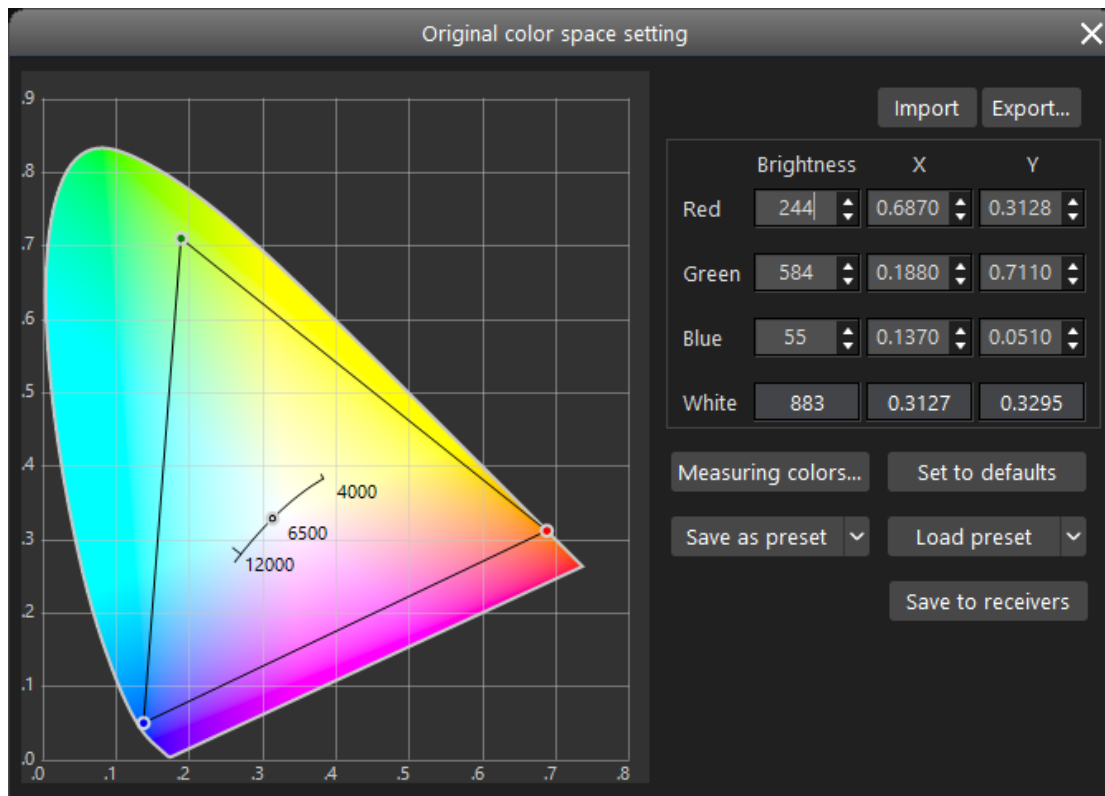 Original color space setting
Import Export...
Brightness X Y
Red 244 0.6870 0.3128
Green 584 0.1880 0.7110
Blue 55 0.1370 0.0510
White 883 0.3127 0.3295
Measuring colors... Set to defaults
Save as preset Load preset
Save to receivers
.9
.8
.7
.6
.5
.4
.3
.2
.1
.0
.0 .1 .2 .3 .4 .5 .6 .7 .8
4000
6500
12000